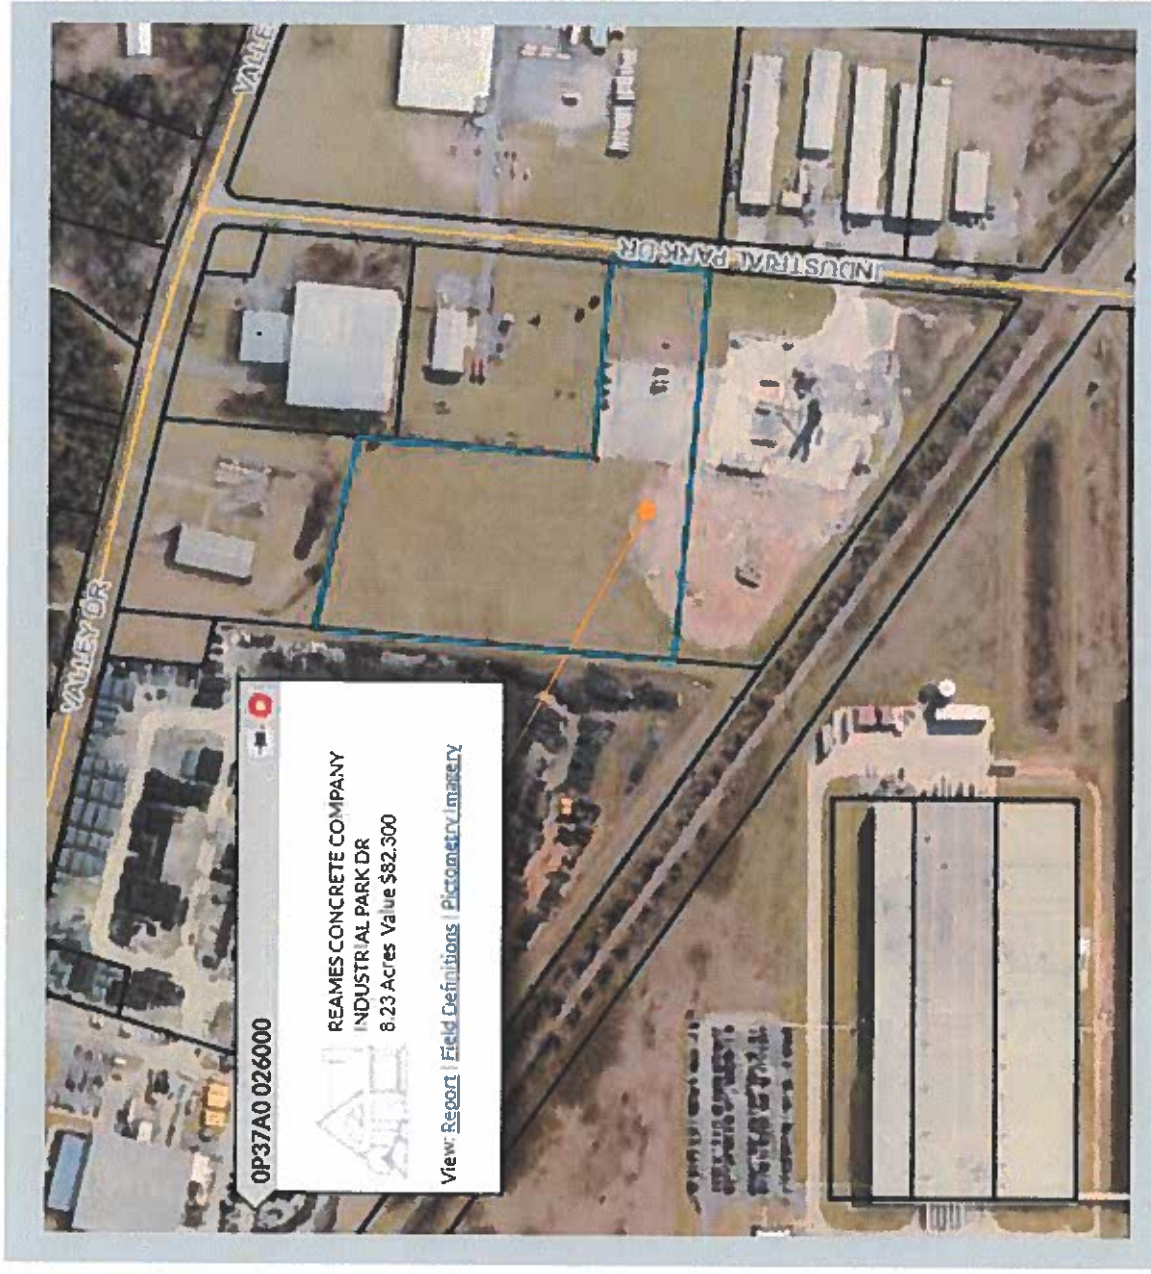 0P37A0 026000
REAMES CONCRETE COMPANY
INDUSTRIAL PARK DR
8.23 Acres Value $82,300
View: Report | Field Definitions | Pictometry Imagery
VALLEY DR
VALLE
INDUSTRIAL PARK DR